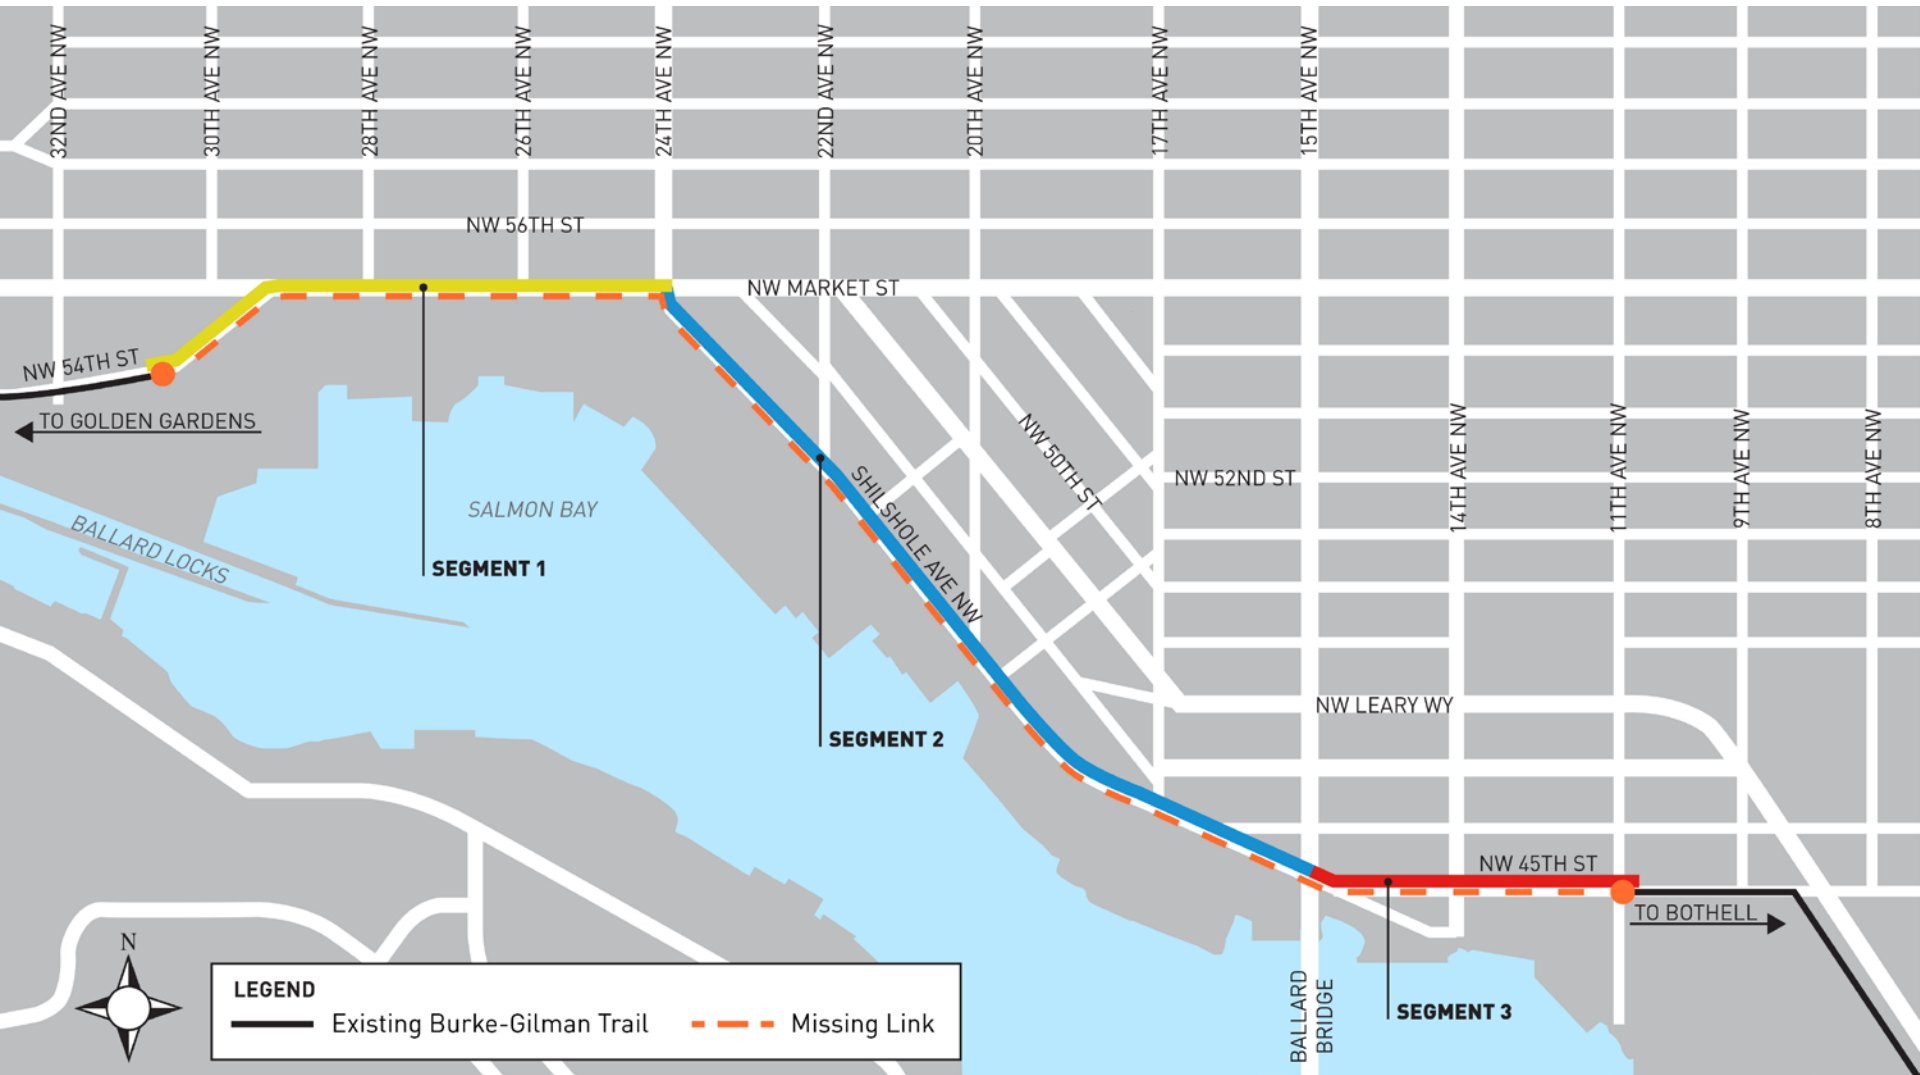 32ND AVE NW
30TH AVE NW
28TH AVE NW
26TH AVE NW
24TH AVE NW
22ND AVE NW
20TH AVE NW
17TH AVE NW
15TH AVE NW
NW 56TH ST
NW MARKET ST
NW 54TH ST
TO GOLDEN GARDENS
NW 50TH ST
NW 52ND ST
14TH AVE NW
11TH AVE NW
9TH AVE NW
8TH AVE NW
SALMON BAY
BALLARD LOCKS
SHILSHOLE AVE NW
SEGMENT 1
SEGMENT 2
NW LEARY WY
NW 45TH ST
TO BOTHELL
SEGMENT 3
BALLARD
BRIDGE
N
LEGEND
Existing Burke-Gilman Trail
Missing Link